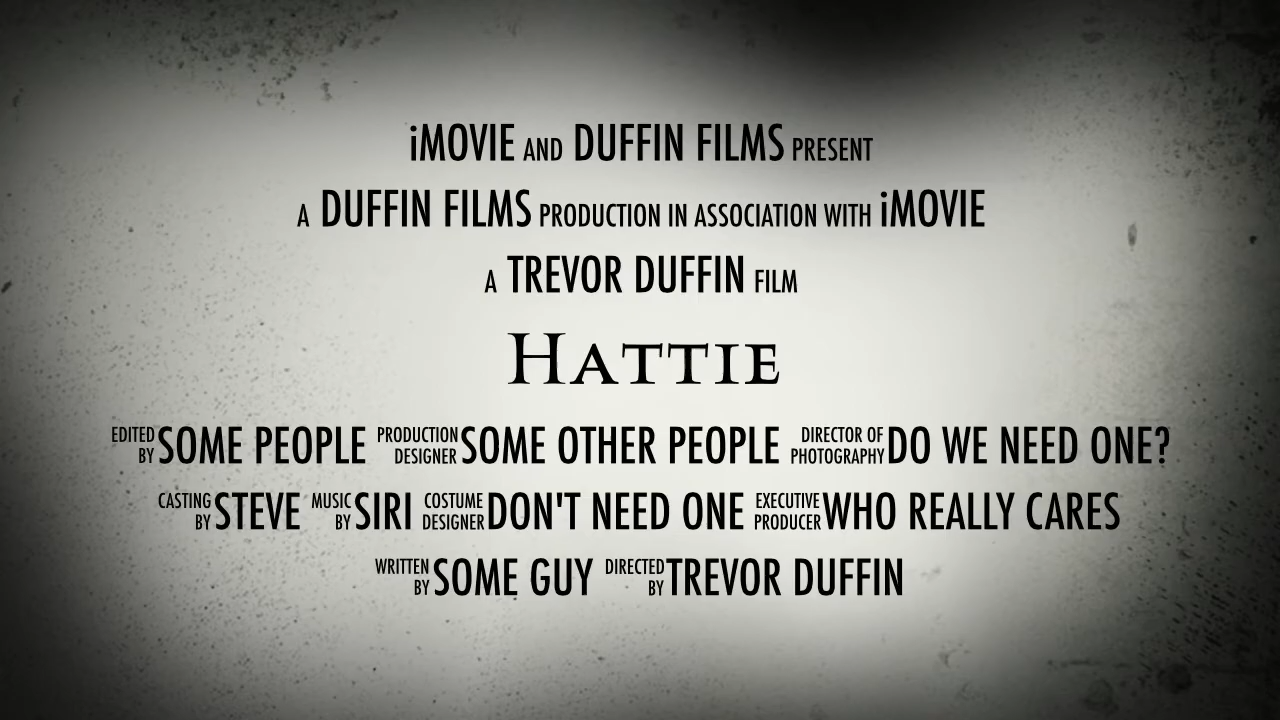 iMOVIE AND DUFFIN FILMS PRESENT
A DUFFIN FILMS PRODUCTION IN ASSOCIATION WITH iMOVIE
A TREVOR DUFFIN FILM
HATTIE
EDITED BY SOME PEOPLE PRODUCTION DESIGNER SOME OTHER PEOPLE DIRECTOR OF PHOTOGRAPHY DO WE NEED ONE?
CASTING BY STEVE MUSIC BY SIRI COSTUME DESIGNER DON'T NEED ONE EXECUTIVE PRODUCER WHO REALLY CARES
WRITTEN BY SOME GUY DIRECTED BY TREVOR DUFFIN